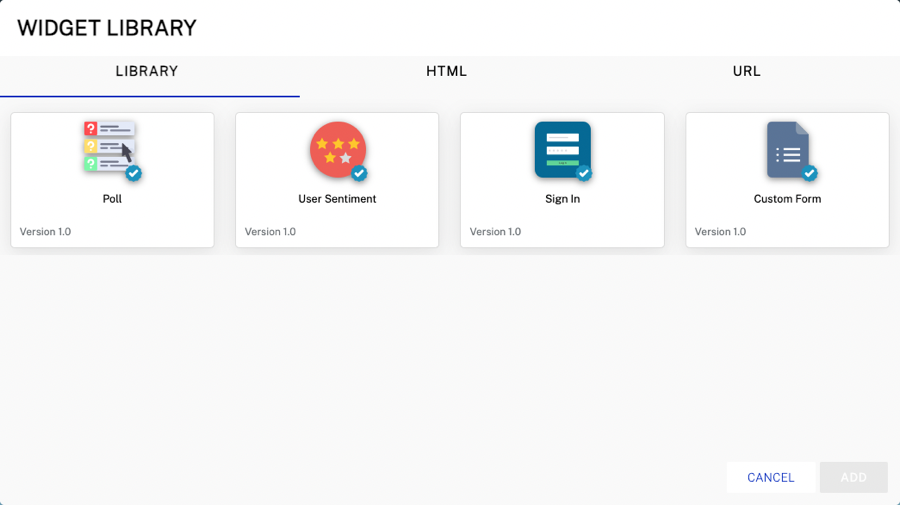 WIDGET LIBRARY
LIBRARY HTML URL
Poll User Sentiment Sign In Custom Form
Version 1.0 Version 1.0 Version 1.0 Version 1.0
CANCEL ADD